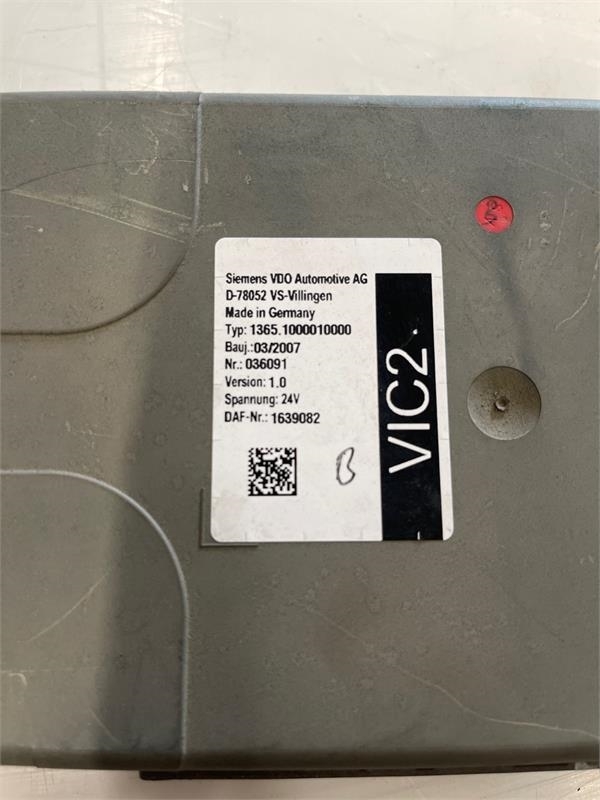 Siemens VDO Automotive AG
D-78052 VS-Villingen
Made in Germany
Typ: 1365.1000010000
Bauj.:03/2007
Nr.: 036091
Version: 1.0
Spannung: 24V
DAF-Nr.: 1639082
VIC2.
B